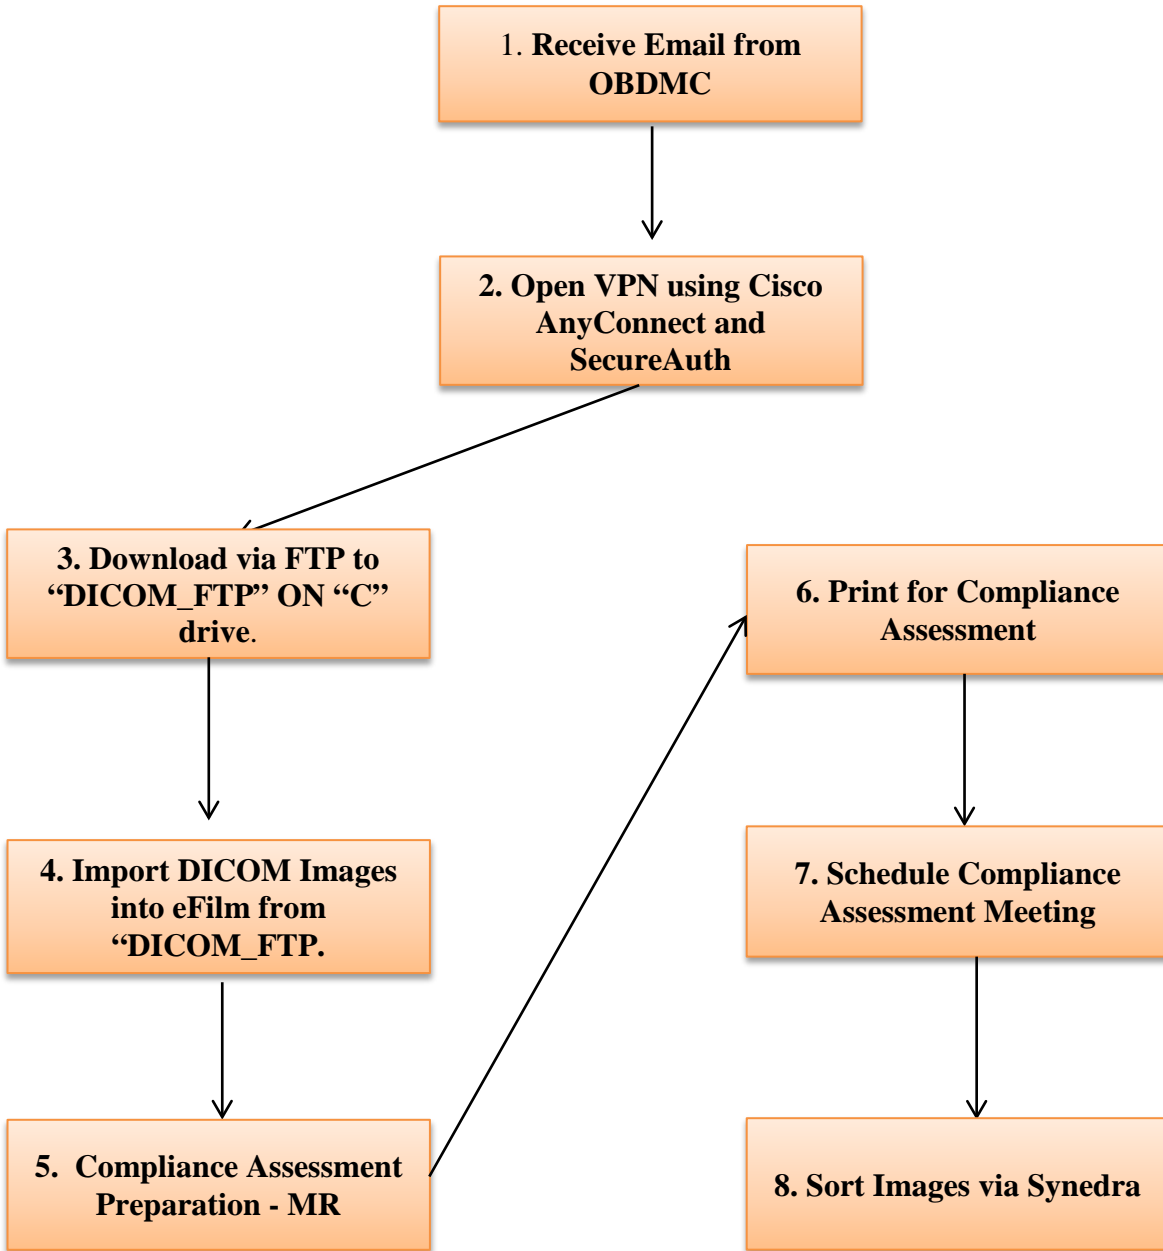 1. Receive Email from
OBDMC
2. Open VPN using Cisco
AnyConnect and
SecureAuth
3. Download via FTP to
“DICOM_FTP” ON “C”
drive.
4. Import DICOM Images
into eFilm from
“DICOM_FTP.
5. Compliance Assessment
Preparation - MR
6. Print for Compliance
Assessment
7. Schedule Compliance
Assessment Meeting
8. Sort Images via Synedra